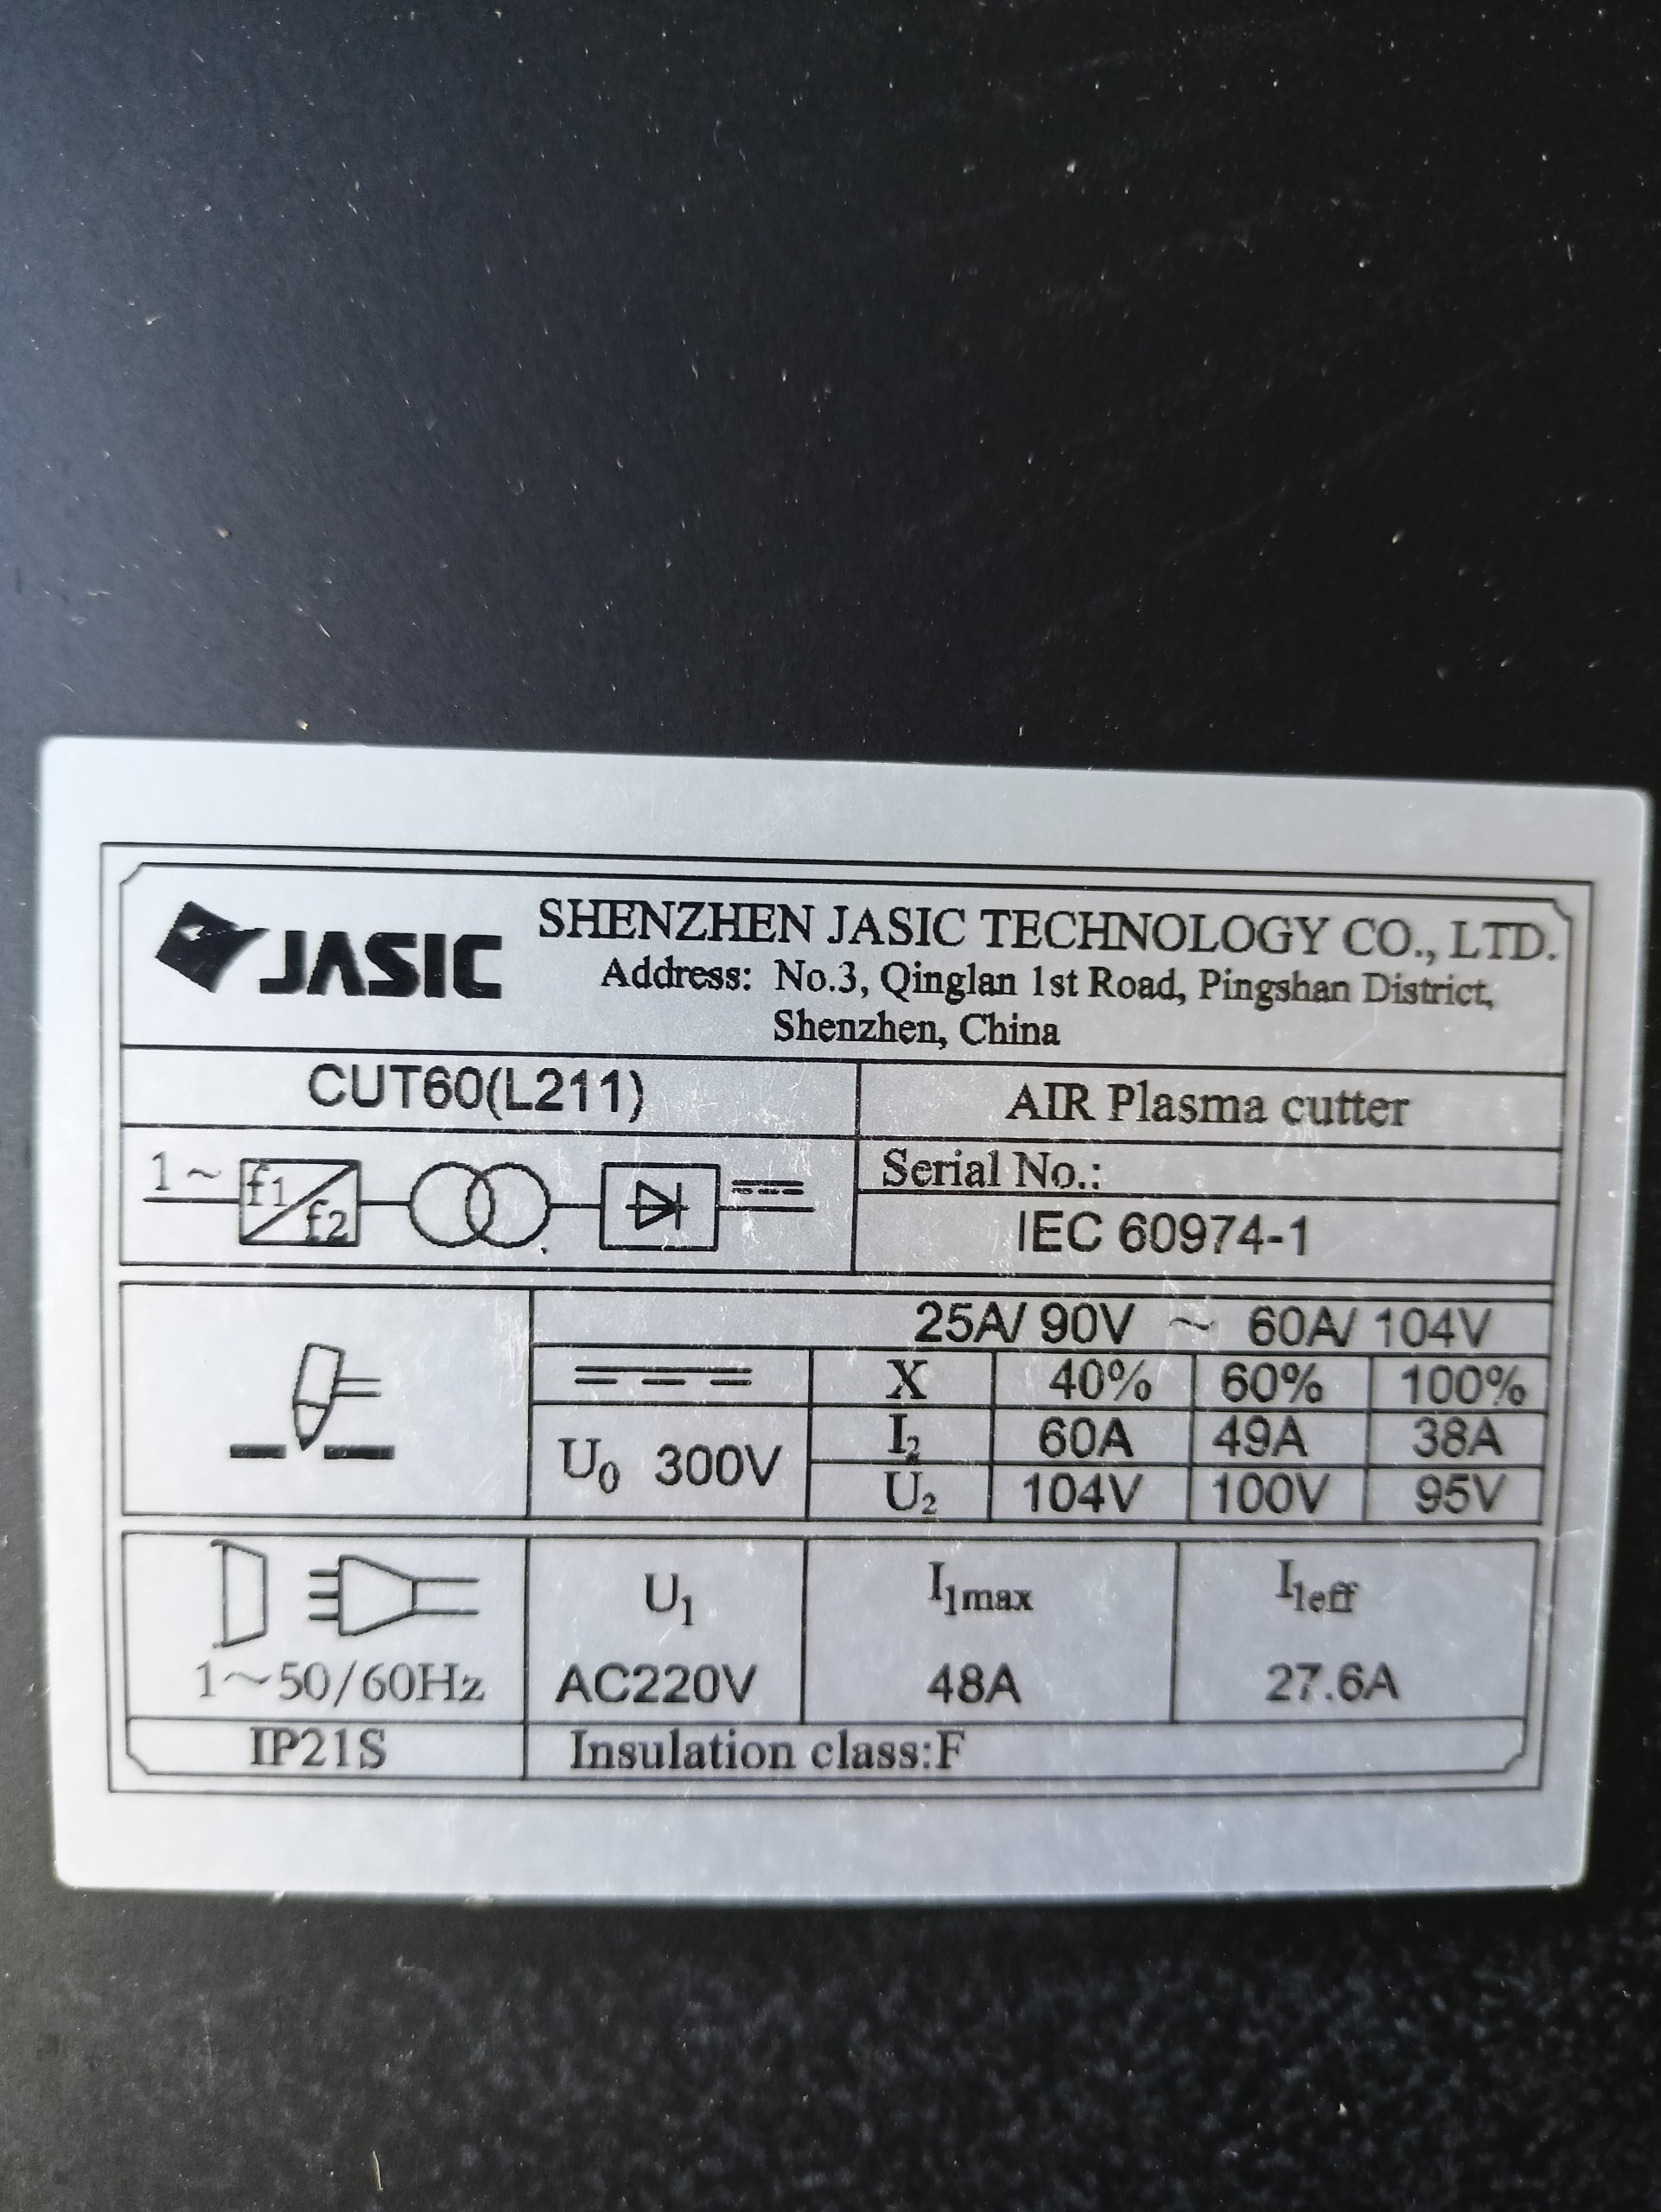 JASIC
SHENZHEN JASIC TECHNOLOGY CO., LTD.
Address: No.3, Qinglan 1st Road, Pingshan District,
Shenzhen, China
CUT60(L211)
AIR Plasma cutter
1~ f1 f2
Serial No.:
IEC 60974-1
25A/ 90V ~ 60A/ 104V
X 40% 60% 100%
U₀ 300V
I₂ 60A 49A 38A
U₂ 104V 100V 95V
U₁ I₁max I₁eff
1~50/60Hz AC220V 48A 27.6A
IP21S Insulation class:F